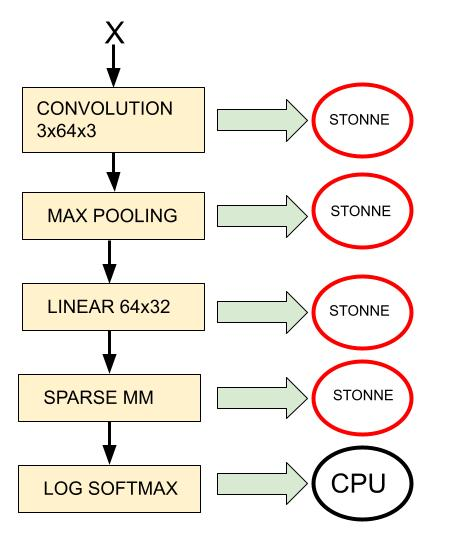 X
CONVOLUTION
3x64x3
STONNE
MAX POOLING
STONNE
LINEAR 64x32
STONNE
SPARSE MM
STONNE
LOG SOFTMAX
CPU